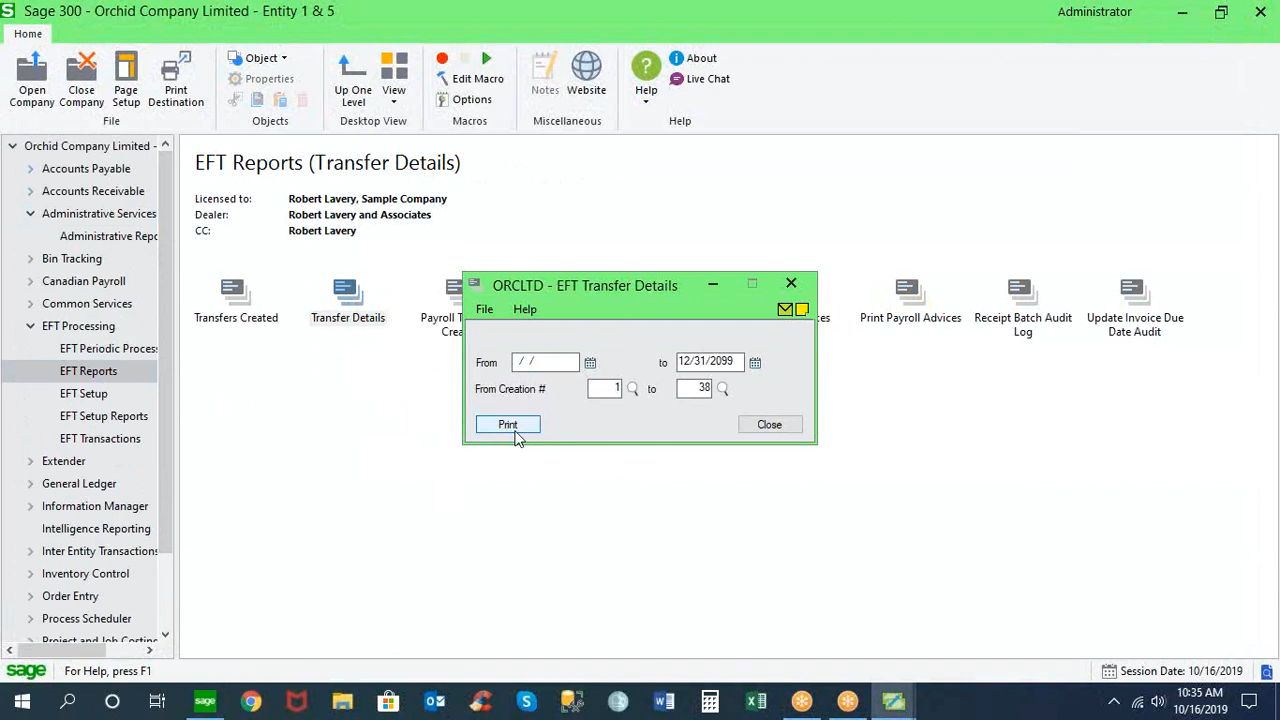 S Sage 300 - Orchid Company Limited - Entity 1 & 5
Administrator
Home
Open Company
Close Company
Page Setup
Print Destination
File
Object
Properties
Objects
Up One Level
View
Desktop View
Edit Macro
Options
Macros
Notes
Website
Miscellaneous
Help
About
Live Chat
Help
Orchid Company Limited -
Accounts Payable
Accounts Receivable
Administrative Services
Administrative Repo
Bin Tracking
Canadian Payroll
Common Services
EFT Processing
EFT Periodic Proces
EFT Reports
EFT Setup
EFT Setup Reports
EFT Transactions
Extender
General Ledger
Information Manager
Intelligence Reporting
Inter Entity Transactions
Inventory Control
Order Entry
Process Scheduler
Project and Job Costing
EFT Reports (Transfer Details)
Licensed to: Robert Lavery, Sample Company
Dealer: Robert Lavery and Associates
CC: Robert Lavery
Transfers Created
Transfer Details
Payroll T
Crea
ces
Print Payroll Advices
Receipt Batch Audit Log
Update Invoice Due Date Audit
ORCLTD - EFT Transfer Details
File Help
From / / to 12/31/2099
From Creation # 1 to 38
Print Close
sage For Help, press F1
Session Date: 10/16/2019
sage
10:35 AM
10/16/2019